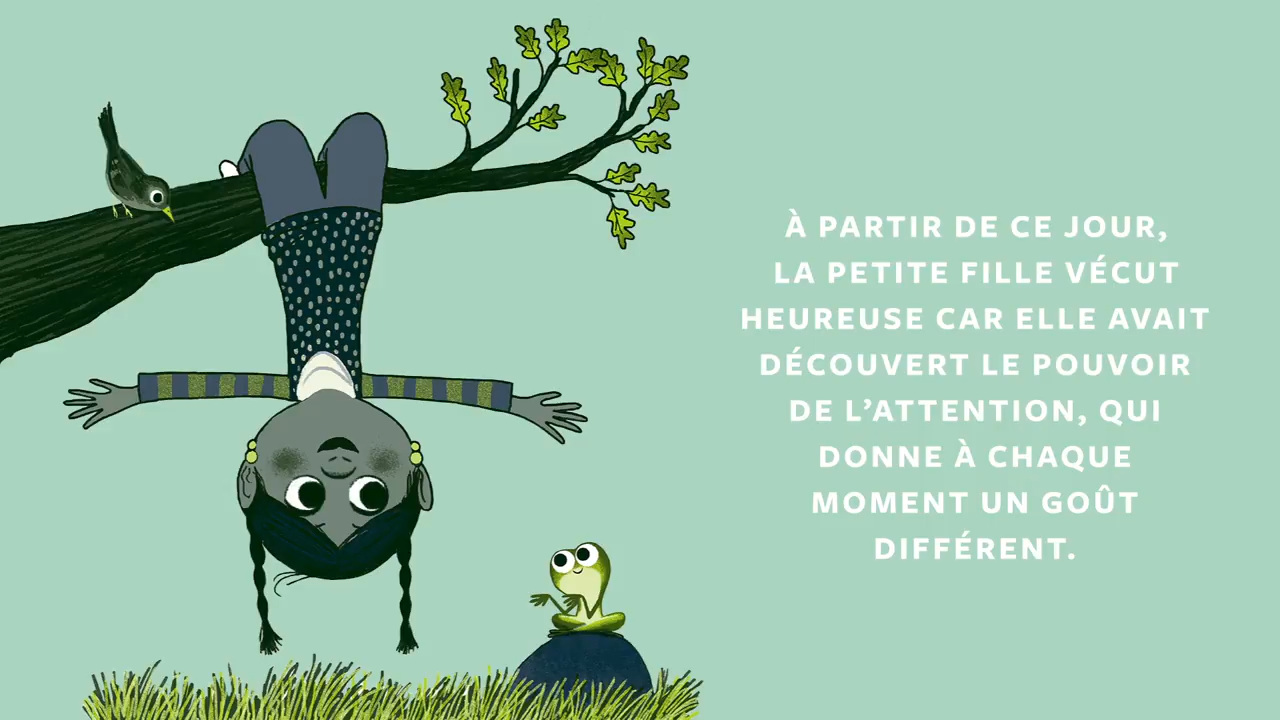 À PARTIR DE CE JOUR,
LA PETITE FILLE VÉCUT
HEUREUSE CAR ELLE AVAIT
DÉCOUVERT LE POUVOIR
DE L’ATTENTION, QUI
DONNE À CHAQUE
MOMENT UN GOÛT
DIFFÉRENT.